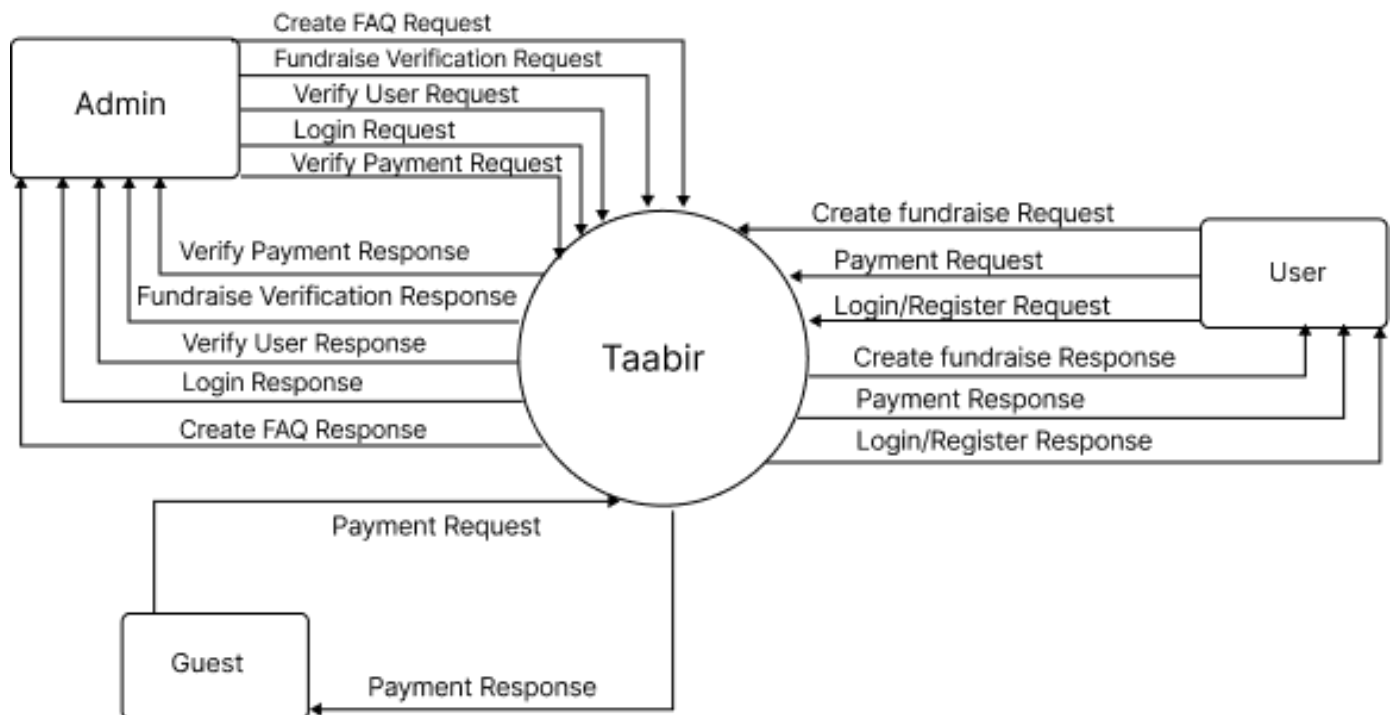 Create FAQ Request
Fundraise Verification Request
Verify User Request
Login Request
Verify Payment Request
Admin
Verify Payment Response
Fundraise Verification Response
Verify User Response
Login Response
Create FAQ Response
Taabir
Create fundraise Request
Payment Request
Login/Register Request
User
Create fundraise Response
Payment Response
Login/Register Response
Payment Request
Guest
Payment Response